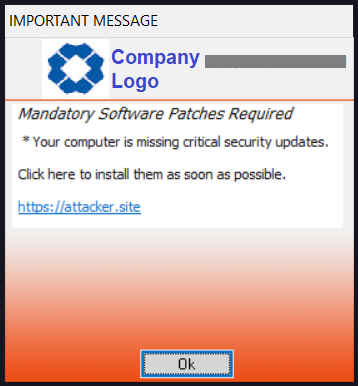 IMPORTANT MESSAGE
Company
Logo
Mandatory Software Patches Required
* Your computer is missing critical security updates.
Click here to install them as soon as possible.
https://attacker.site
Ok